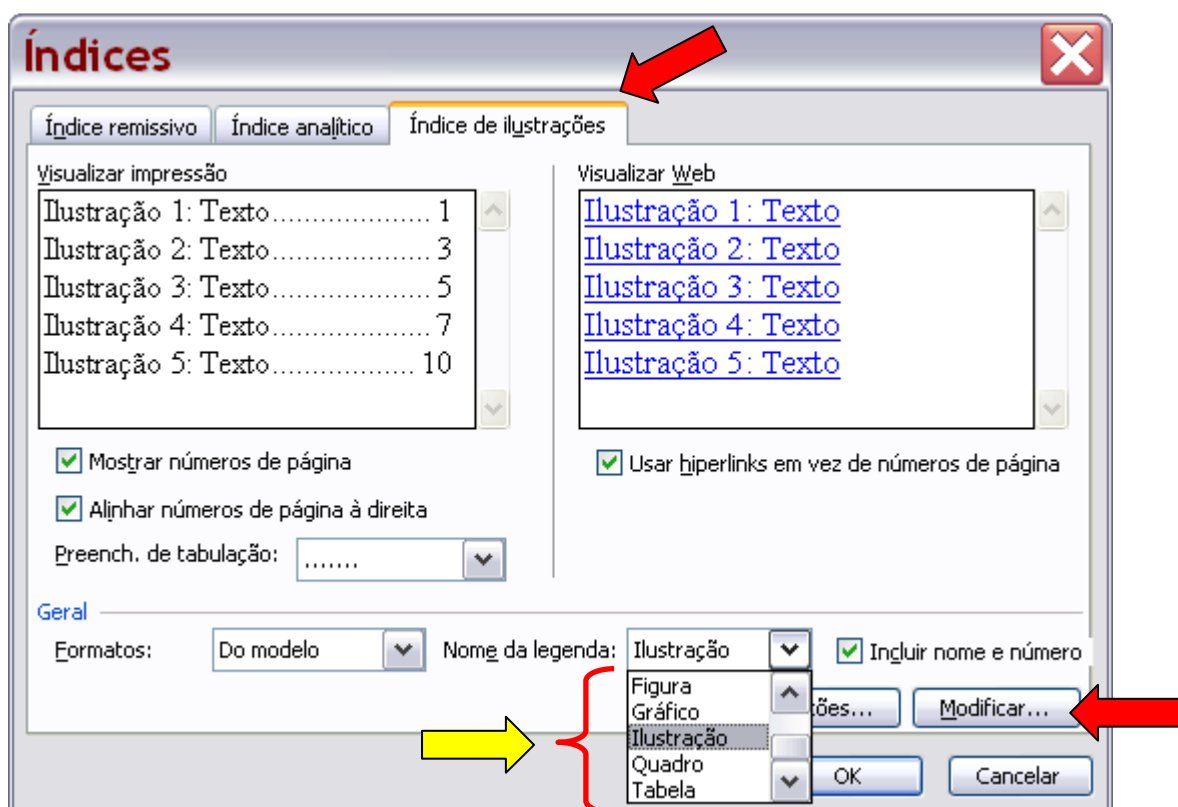 Índices
Índice remissivo Índice analítico Índice de ilustrações
Visualizar impressão
Ilustração 1: Texto.................... 1
Ilustração 2: Texto.................... 3
Ilustração 3: Texto.................... 5
Ilustração 4: Texto.................... 7
Ilustração 5: Texto.................. 10
Mostrar números de página
Alinhar números de página à direita
Preench. de tabulação: .......
Visualizar Web
Ilustração 1: Texto
Ilustração 2: Texto
Ilustração 3: Texto
Ilustração 4: Texto
Ilustração 5: Texto
Usar hiperlinks em vez de números de página
Geral
Formatos: Do modelo Nome da legenda: Ilustração Incluir nome e número
Figura
Gráfico
Ilustração
Quadro
Tabela
ões... Modificar...
OK Cancelar